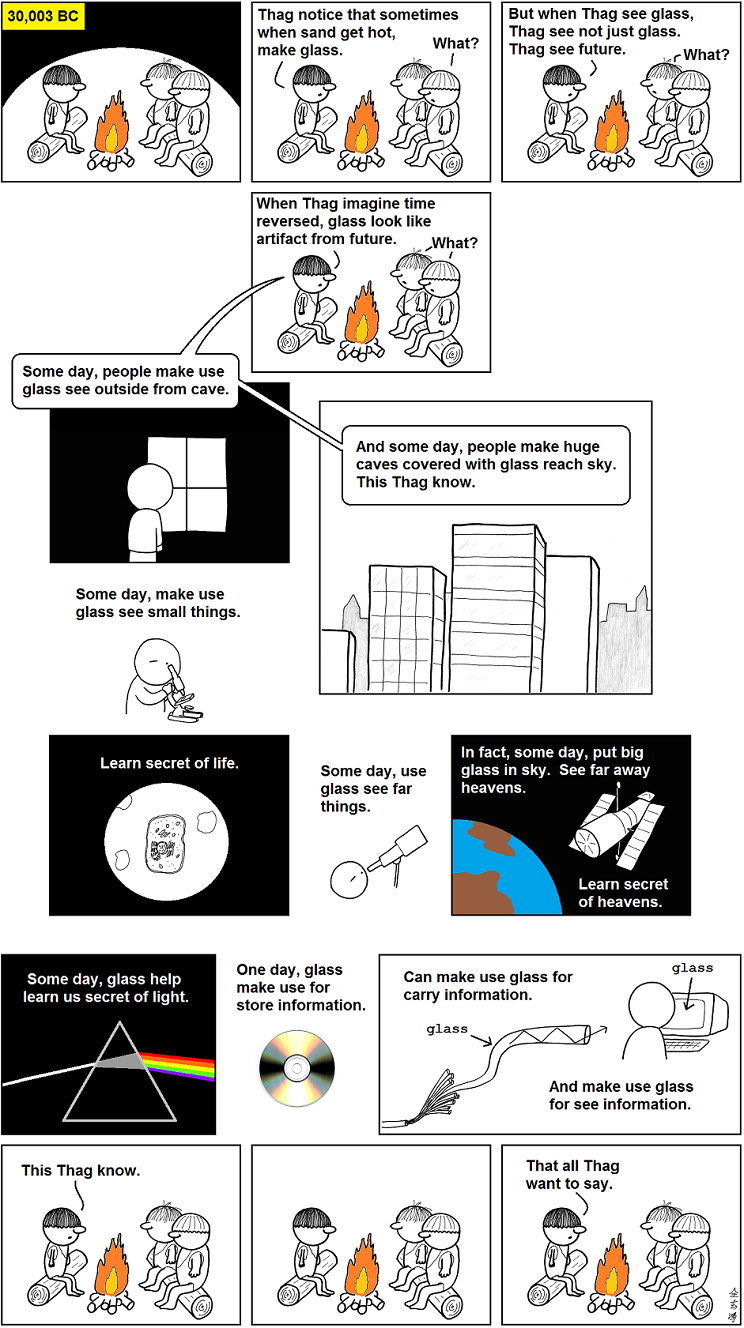 30,003 BC
Thag notice that sometimes
when sand get hot,
make glass.
What?
But when Thag see glass,
Thag see not just glass.
Thag see future.
What?
When Thag imagine time
reversed, glass look like
artifact from future.
What?
Some day, people make use
glass see outside from cave.
And some day, people make huge
caves covered with glass reach sky.
This Thag know.
Some day, make use
glass see small things.
Learn secret of life.
Some day, use
glass see far
things.
In fact, some day, put big
glass in sky. See far away
heavens.
Learn secret
of heavens.
Some day, glass help
learn us secret of light.
One day, glass
make use for
store information.
Can make use glass for
carry information.
glass
glass
And make use glass
for see information.
This Thag know.
That all Thag
want to say.